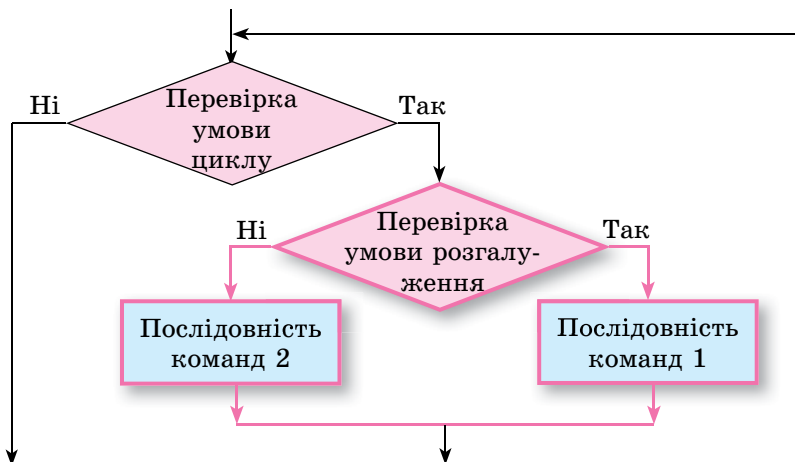 Ні
Перевірка
умови
циклу
Так
Ні
Перевірка
умови розгалу-
ження
Так
Послідовність
команд 2
Послідовність
команд 1